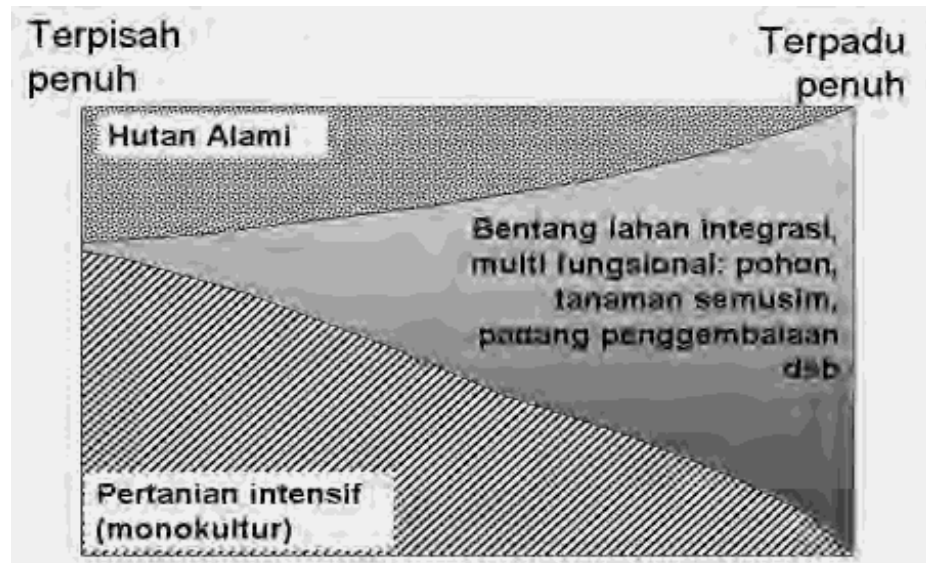 Terpisah
penuh
Terpadu
penuh
Hutan Alami
Bentang lahan integrasi,
multi fungsional: pohon,
tanaman semusim,
padang penggembalaan
dsb
Pertanian intensif
(monokultur)